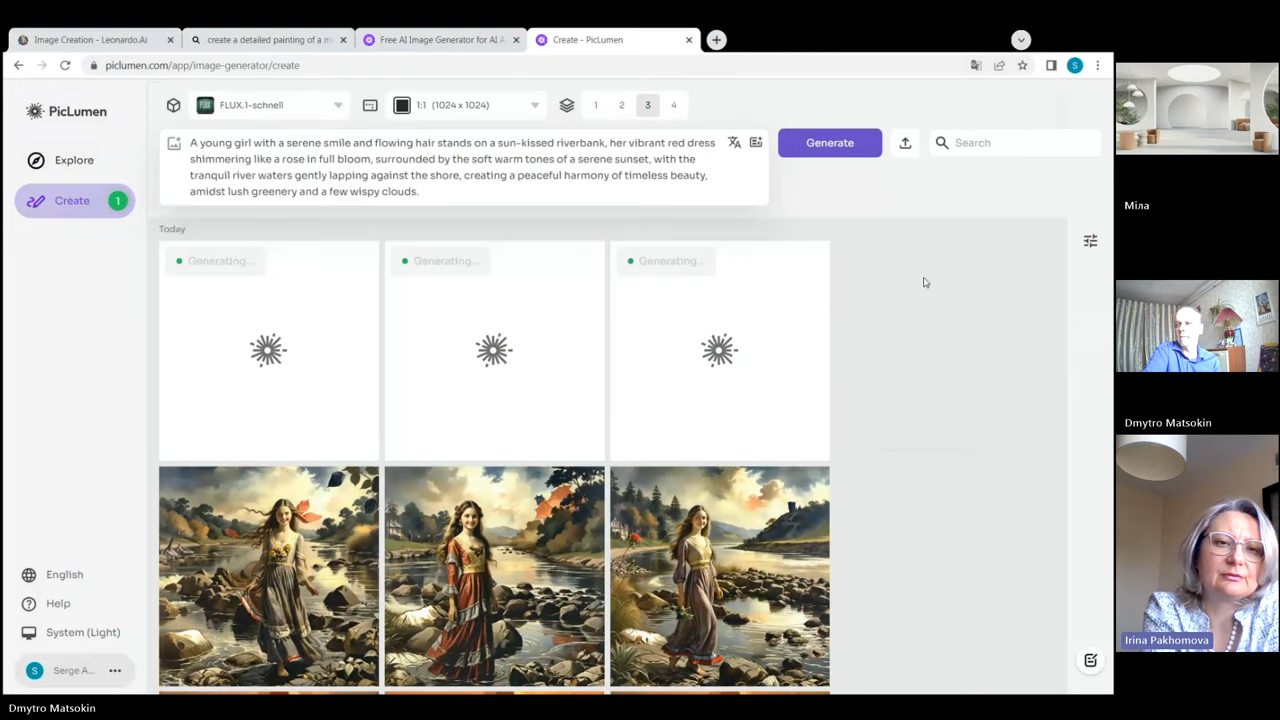 Image Creation - Leonardo.Ai
create a detailed painting of a m
Free AI Image Generator for AI A
Create - PicLumen
piclumen.com/app/image-generator/create
S
PicLumen
FLUX
FLUX.1-schnell
1:1 (1024 x 1024)
1 2 3 4
A young girl with a serene smile and flowing hair stands on a sun-kissed riverbank, her vibrant red dress
shimmering like a rose in full bloom, surrounded by the soft warm tones of a serene sunset, with the
tranquil river waters gently lapping against the shore, creating a peaceful harmony of timeless beauty,
amidst lush greenery and a few wispy clouds.
Generate
Search
Explore
Create 1
Today
Generating...
Generating...
Generating...
English
Help
System (Light)
S Serge A...
Міла
Dmytro Matsokin
Irina Pakhomova
Dmytro Matsokin